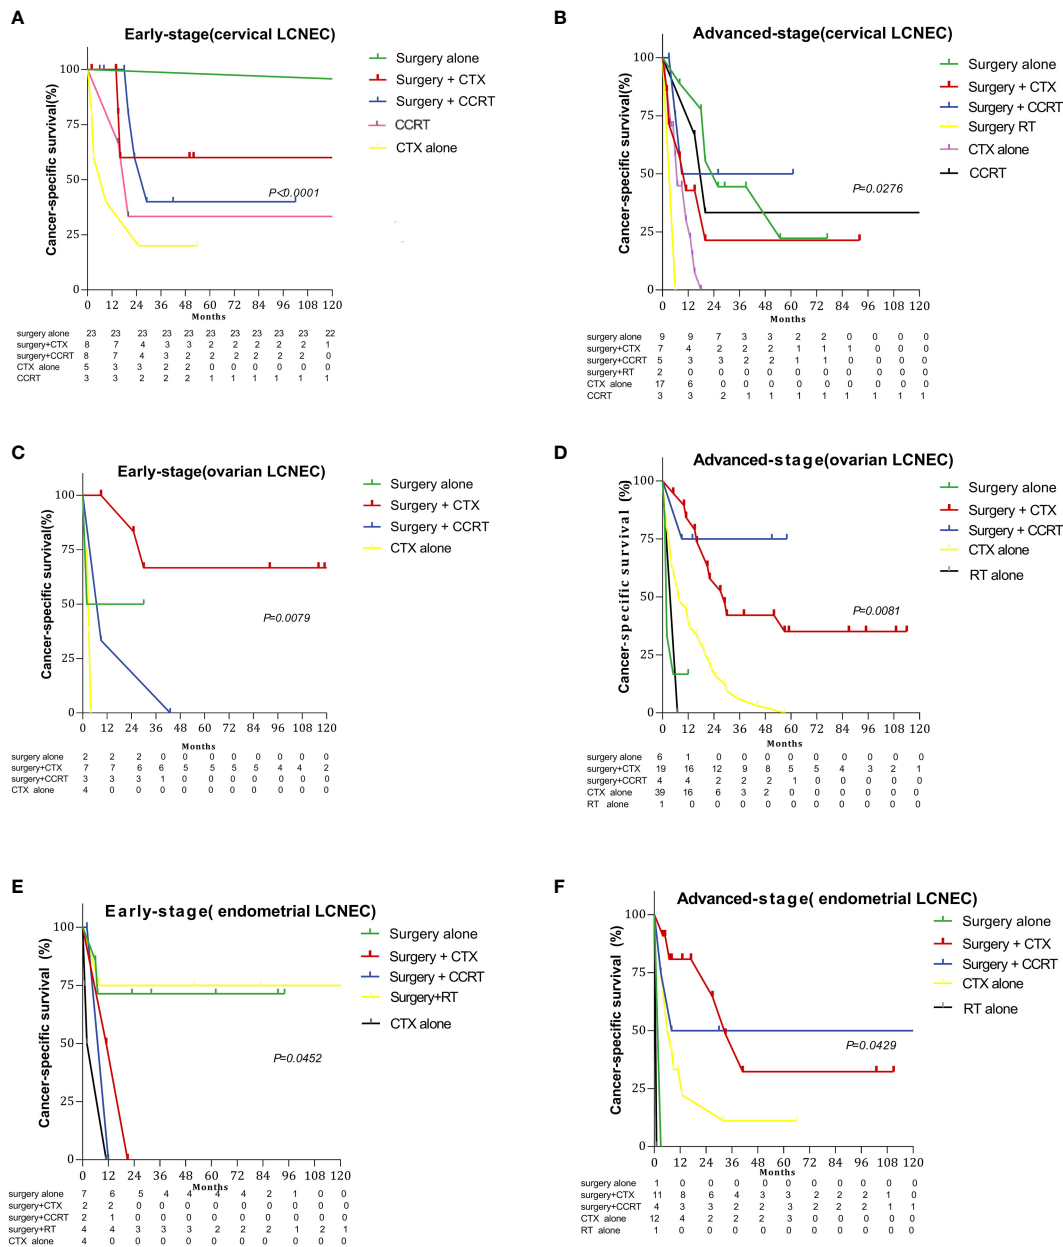 A
Early-stage(cervical LCNEC)
Cancer-specific survival(%)
100
75
50
25
0
0 12 24 36 48 60 72 84 96 108 120
Months
P<0.0001
Surgery alone
Surgery + CTX
Surgery + CCRT
CCRT
CTX alone
surgery alone 23 23 23 23 23 23 23 23 23 23 22
surgery+CTX 8 7 4 3 3 2 2 2 2 2 1
surgery+CCRT 8 7 4 3 2 2 2 2 2 2 0
CTX alone 5 3 3 2 2 0 0 0 0 0 0
CCRT 3 3 2 2 2 1 1 1 1 1 1
B
Advanced-stage(cervical LCNEC)
Cancer-specific survival(%)
100
75
50
25
0
0 12 24 36 48 60 72 84 96 108 120
Months
P=0.0276
Surgery alone
Surgery + CTX
Surgery + CCRT
Surgery RT
CTX alone
CCRT
surgery alone 9 9 7 3 3 2 2 0 0 0 0
surgery+CTX 7 4 2 2 2 1 1 1 0 0 0
surgery+CCRT 5 3 3 2 2 1 1 0 0 0 0
surgery+RT 2 0 0 0 0 0 0 0 0 0 0
CTX alone 17 6 0 0 0 0 0 0 0 0 0
CCRT 3 3 2 1 1 1 1 1 1 1 1
C
Early-stage(ovarian LCNEC)
Cancer-specific survival(%)
100
75
50
25
0
0 12 24 36 48 60 72 84 96 108 120
Months
P=0.0079
Surgery alone
Surgery + CTX
Surgery + CCRT
CTX alone
surgery alone 2 2 2 0 0 0 0 0 0 0 0
surgery+CTX 7 7 6 6 5 5 5 5 4 4 2
surgery+CCRT 3 3 3 1 0 0 0 0 0 0 0
CTX alone 4 0 0 0 0 0 0 0 0 0 0
D
Advanced-stage(ovarian LCNEC)
Cancer-specific survival (%)
100
75
50
25
0
0 12 24 36 48 60 72 84 96 108 120
Months
P=0.0081
Surgery alone
Surgery + CTX
Surgery + CCRT
CTX alone
RT alone
surgery alone 6 1 0 0 0 0 0 0 0 0 0
surgery+CTX 19 16 12 9 8 5 5 4 3 2 1
surgery+CCRT 4 4 2 2 2 1 0 0 0 0 0
CTX alone 39 16 6 3 2 0 0 0 0 0 0
RT alone 1 0 0 0 0 0 0 0 0 0 0
E
Early-stage( endometrial LCNEC)
Cancer-specific survival (%)
100
75
50
25
0
0 12 24 36 48 60 72 84 96 108 120
Months
P=0.0452
Surgery alone
Surgery + CTX
Surgery + CCRT
Surgery+RT
CTX alone
surgery alone 7 6 5 4 4 4 4 2 1 0 0
surgery+CTX 2 2 0 0 0 0 0 0 0 0 0
surgery+CCRT 2 1 0 0 0 0 0 0 0 0 0
surgery+RT 4 4 3 3 3 2 2 2 1 2 1
CTX alone 4 0 0 0 0 0 0 0 0 0 0
F
Advanced-stage( endometrial LCNEC)
Cancer-specific survival (%)
100
75
50
25
0
0 12 24 36 48 60 72 84 96 108 120
Months
P=0.0429
Surgery alone
Surgery + CTX
Surgery + CCRT
CTX alone
RT alone
surgery alone 1 0 0 0 0 0 0 0 0 0 0
surgery+CTX 11 8 6 4 3 3 2 2 2 1 0
surgery+CCRT 4 3 3 2 2 3 2 2 2 1 1
CTX alone 12 4 2 2 2 3 0 0 0 0 0
RT alone 1 0 0 0 0 0 0 0 0 0 0